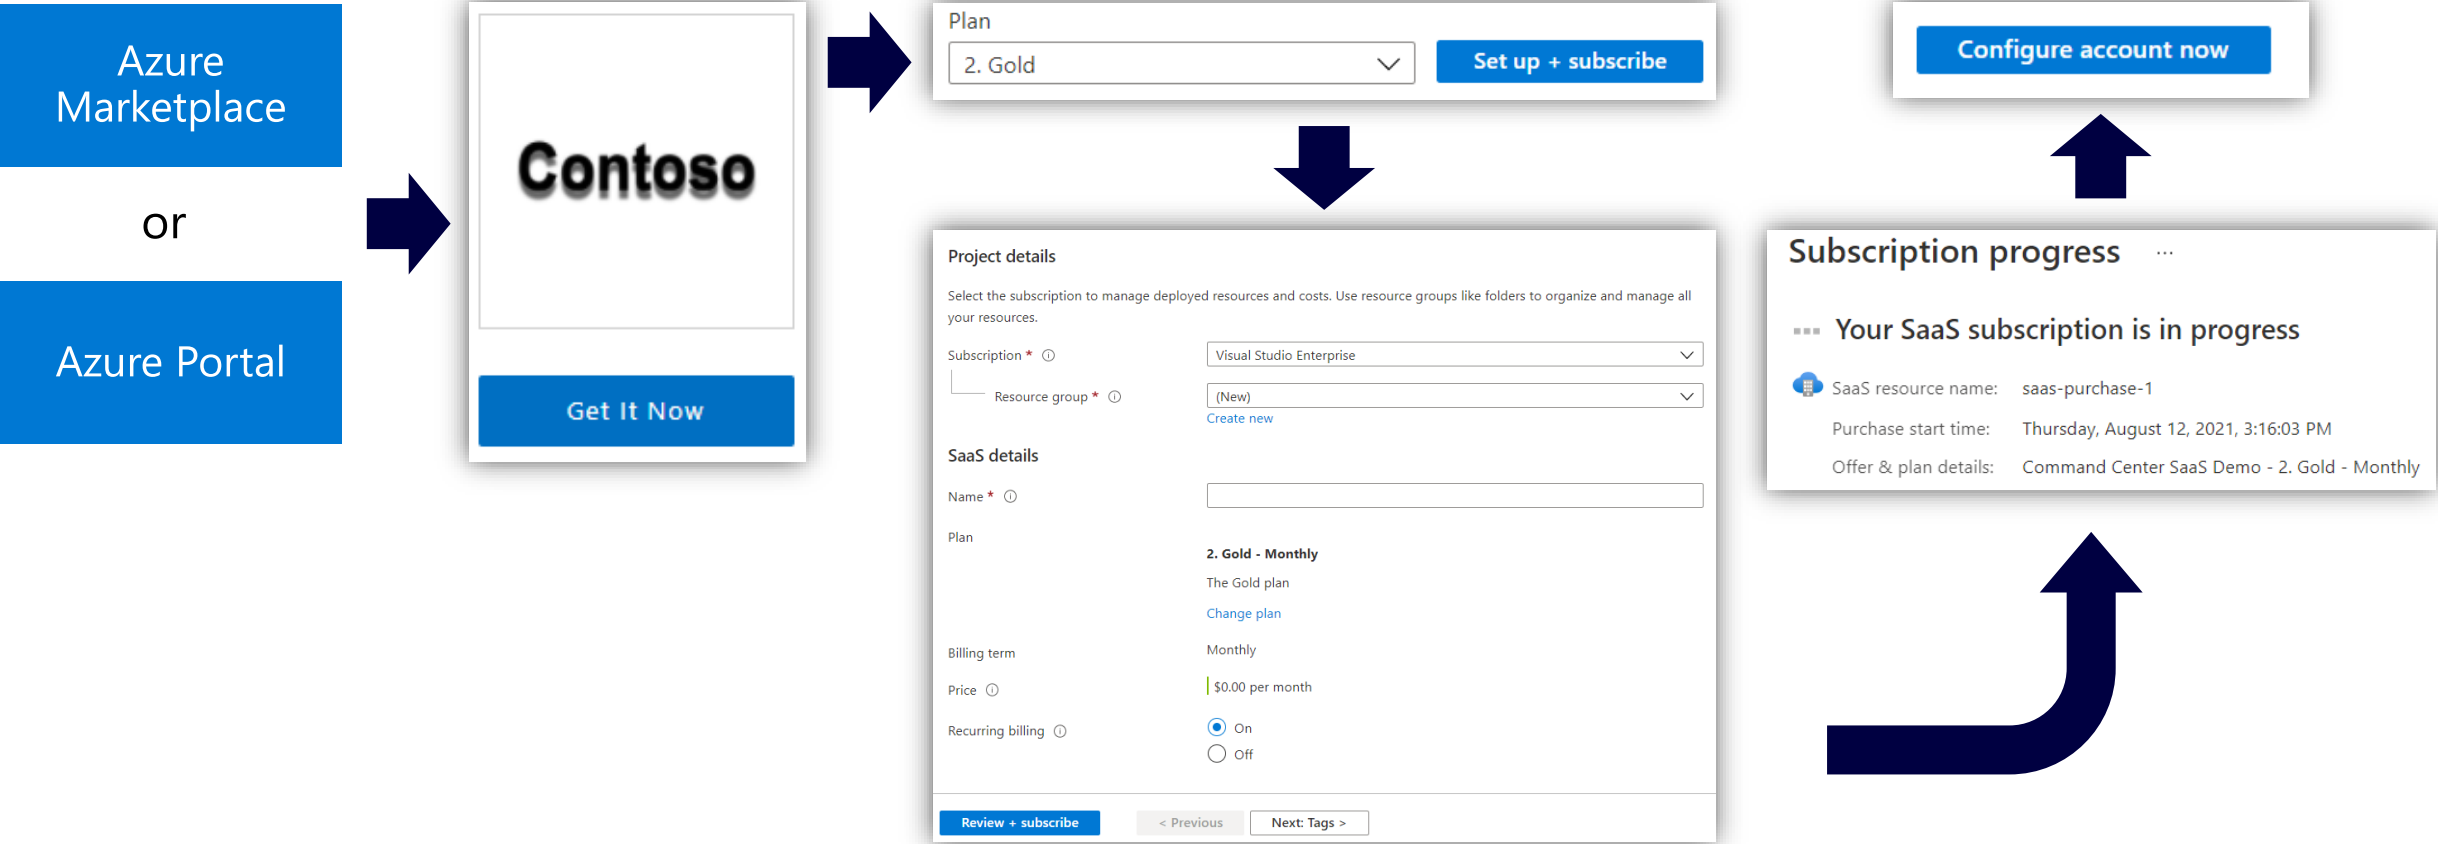 Azure
Marketplace
or
Azure Portal
Contoso
Get It Now
Plan
2. Gold
Set up + subscribe
Project details
Select the subscription to manage deployed resources and costs. Use resource groups like folders to organize and manage all
your resources.
Subscription *
Visual Studio Enterprise
Resource group *
(New)
Create new
SaaS details
Name *
Plan
2. Gold - Monthly
The Gold plan
Change plan
Billing term
Monthly
Price
$0.00 per month
Recurring billing
On
Off
Review + subscribe
< Previous
Next: Tags >
Subscription progress ...
Your SaaS subscription is in progress
SaaS resource name: saas-purchase-1
Purchase start time: Thursday, August 12, 2021, 3:16:03 PM
Offer & plan details: Command Center SaaS Demo - 2. Gold - Monthly
Configure account now